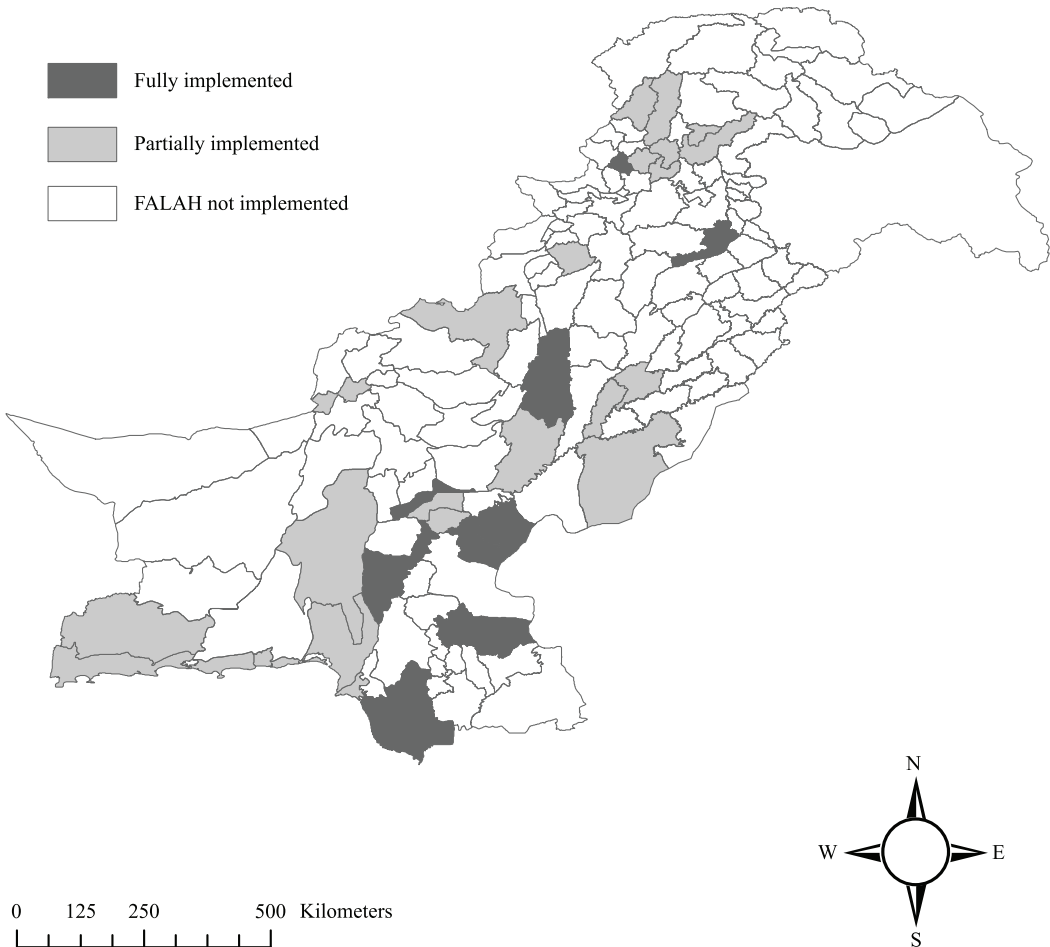 Fully implemented
Partially implemented
FALAH not implemented
N
W E
S
0 125 250 500 Kilometers